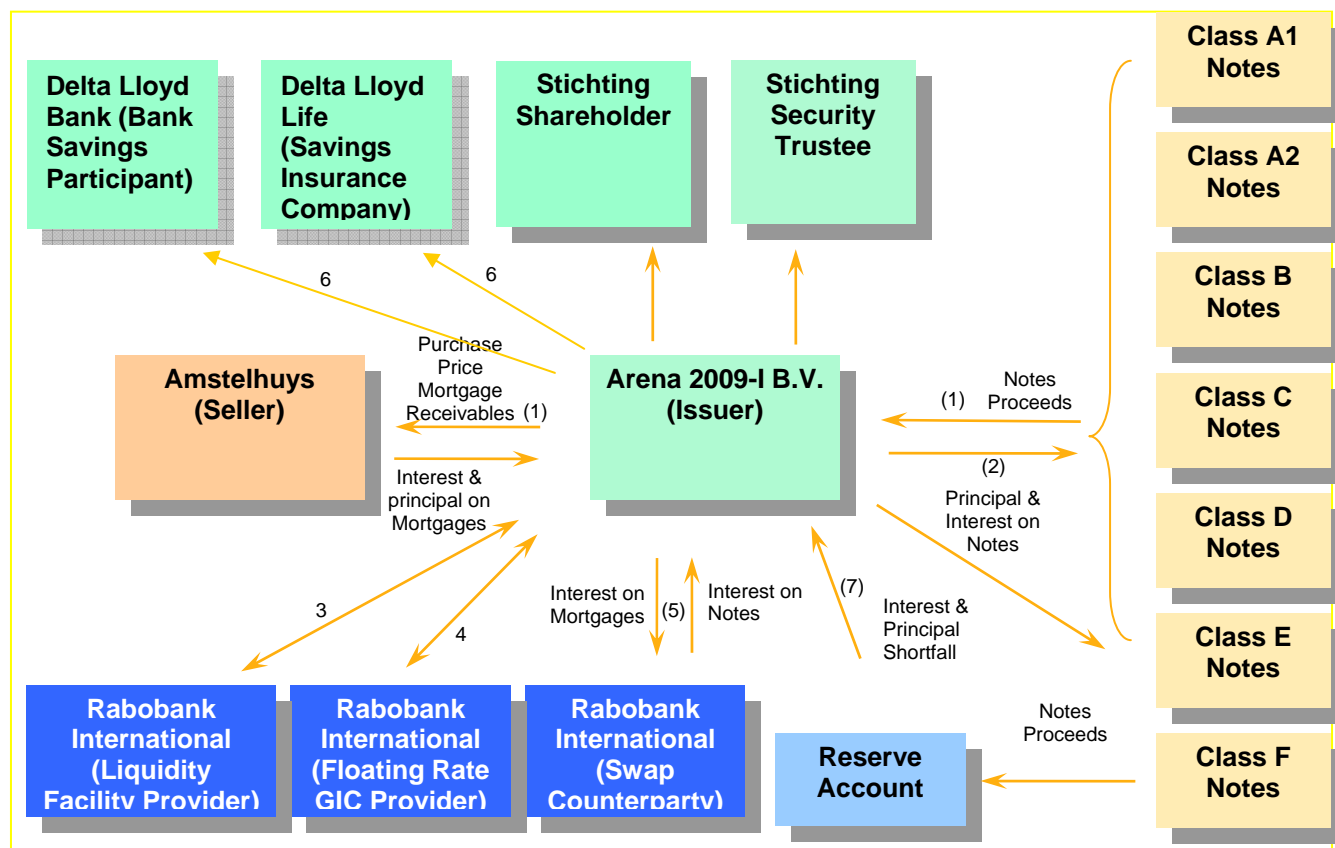 Delta Lloyd
Bank (Bank
Savings
Participant)
Delta Lloyd
Life
(Savings
Insurance
Company)
Stichting
Shareholder
Stichting
Security
Trustee
Class A1
Notes
Class A2
Notes
Class B
Notes
Class C
Notes
Class D
Notes
Class E
Notes
Class F
Notes
6
6
Amstelhuys
(Seller)
Purchase
Price
Mortgage
Receivables
(1)
Interest &
principal on
Mortgages
Arena 2009-I B.V.
(Issuer)
Notes
Proceeds
(1)
(2)
Principal &
Interest on
Notes
3
4
Interest on
Mortgages
(5)
Interest on
Notes
(7)
Interest &
Principal
Shortfall
Rabobank
International
(Liquidity
Facility Provider)
Rabobank
International
(Floating Rate
GIC Provider)
Rabobank
International
(Swap
Counterparty)
Reserve
Account
Notes
Proceeds